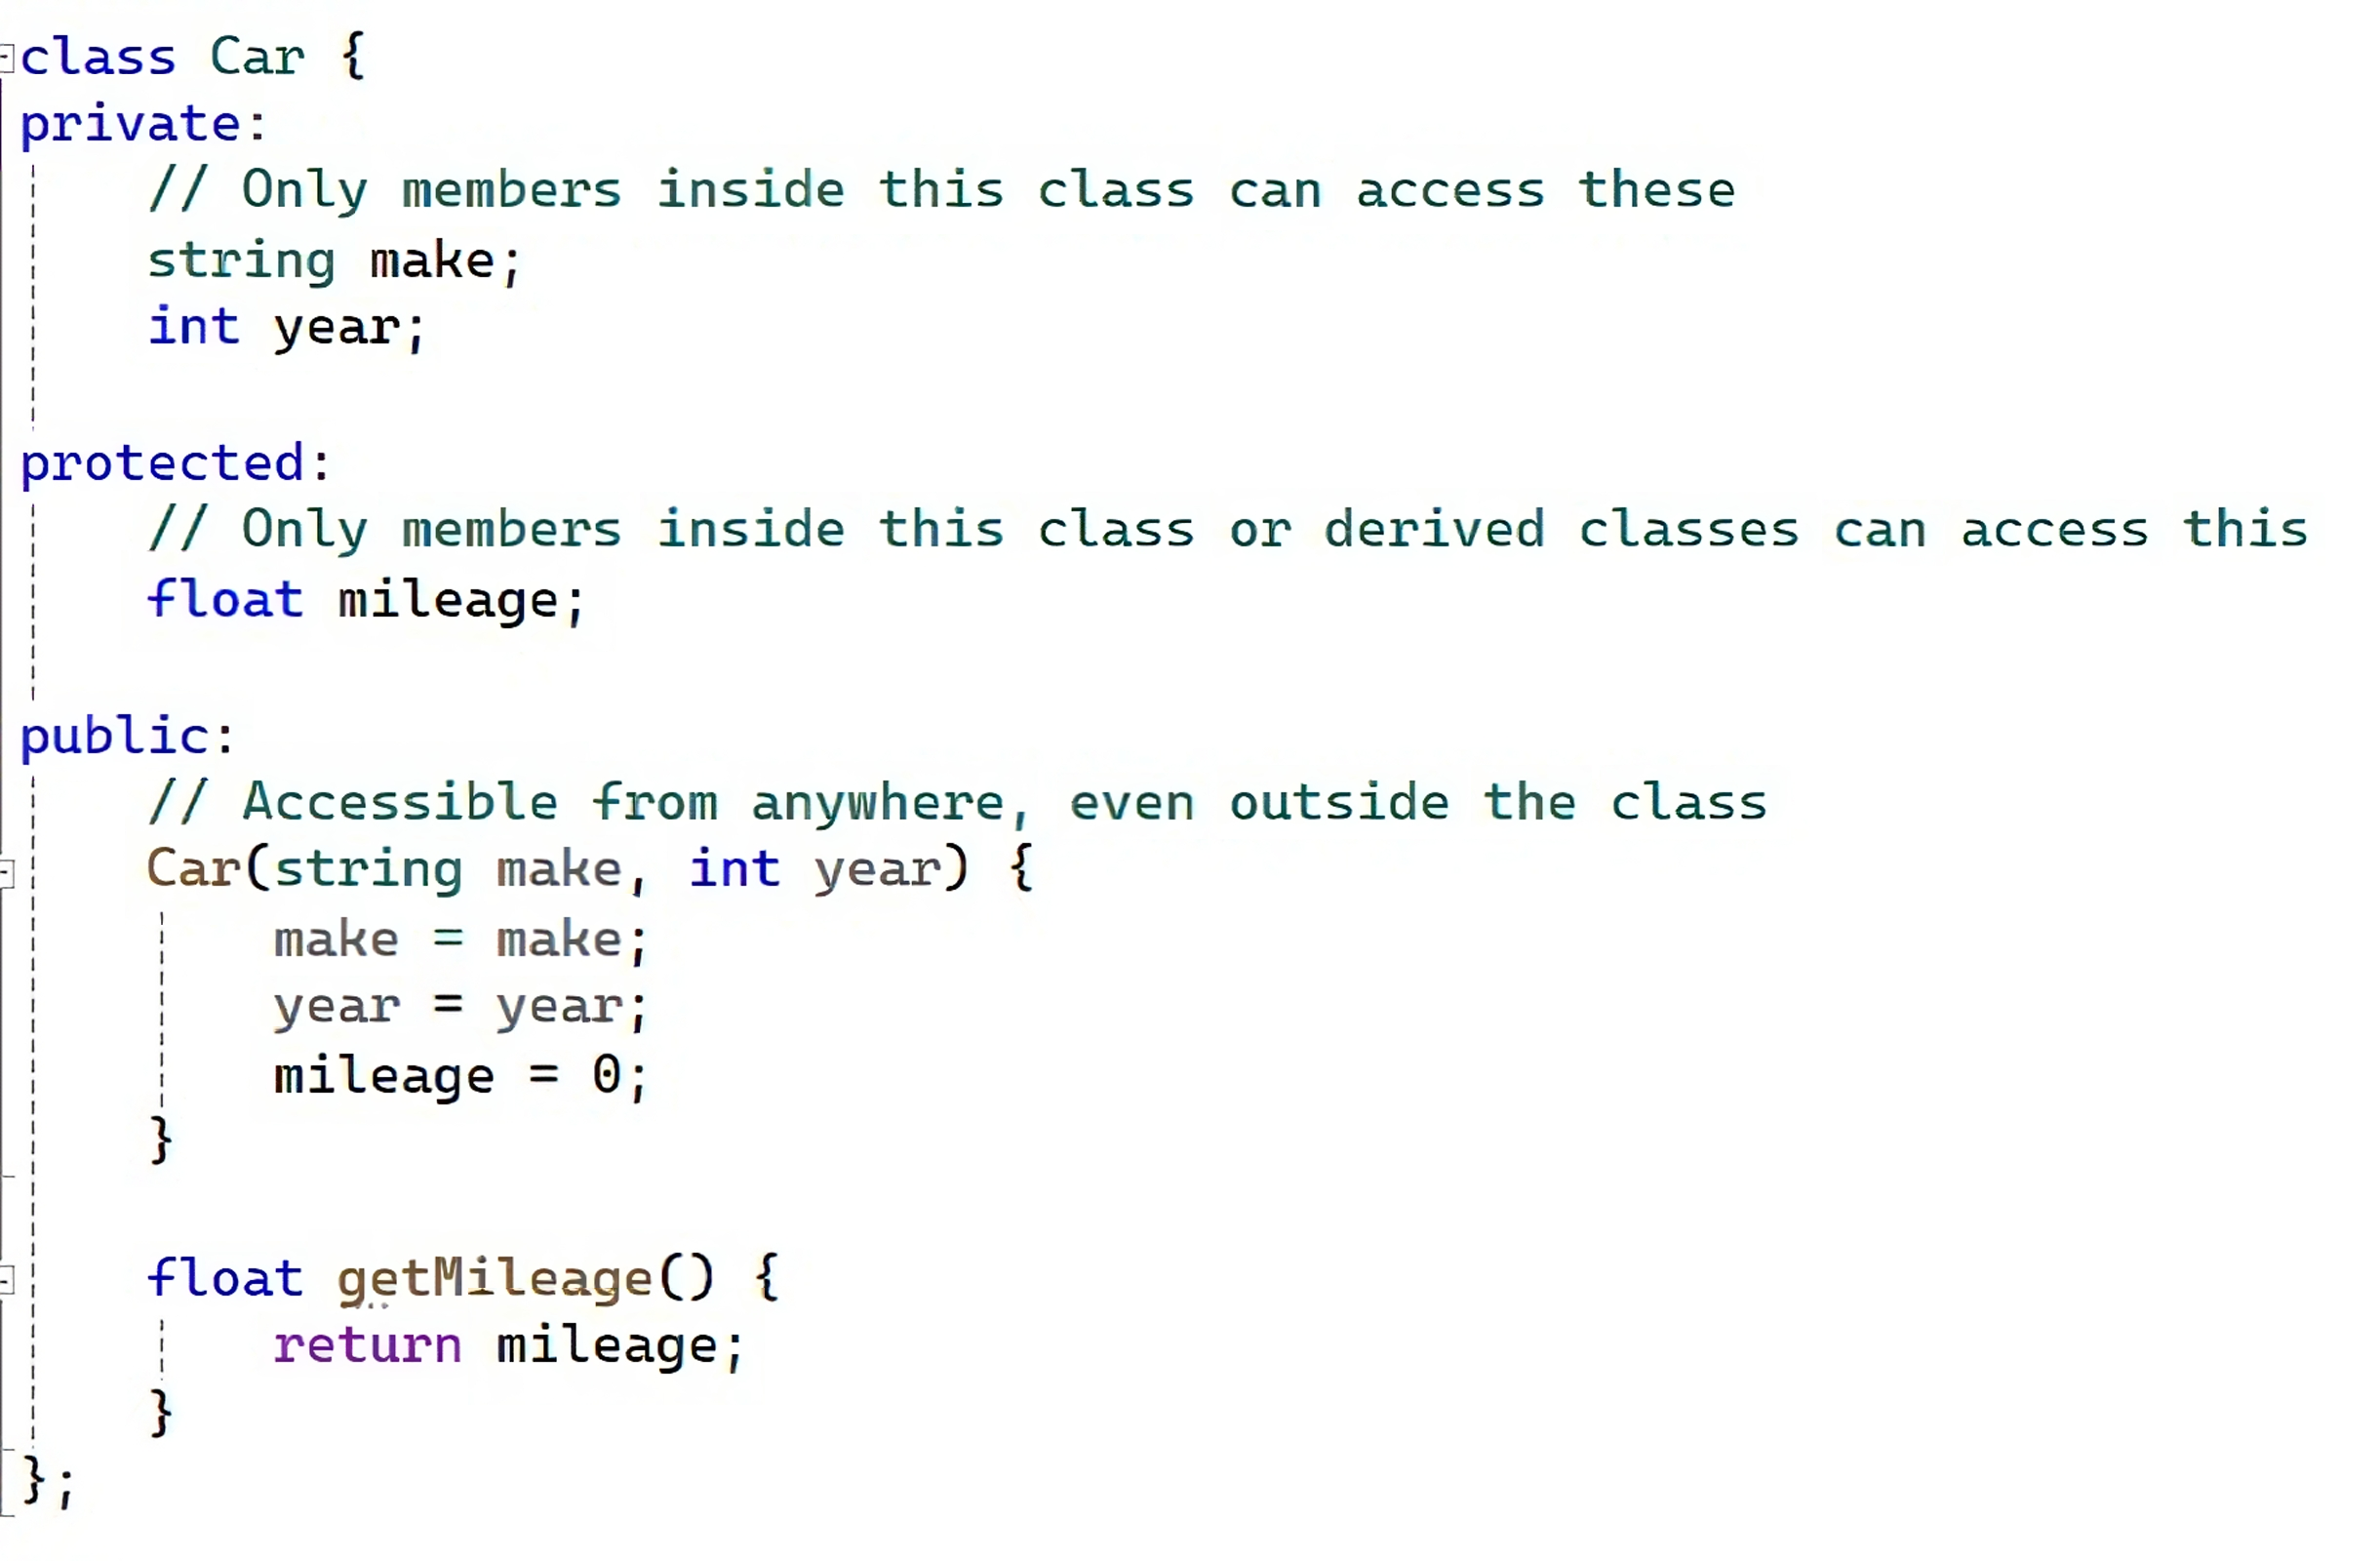 class Car {
private:
// Only members inside this class can access these
string make;
int year;
protected:
// Only members inside this class or derived classes can access this
float mileage;
public:
// Accessible from anywhere, even outside the class
Car(string make, int year) {
make = make;
year = year;
mileage = 0;
}
float getMileage() {
return mileage;
}
};